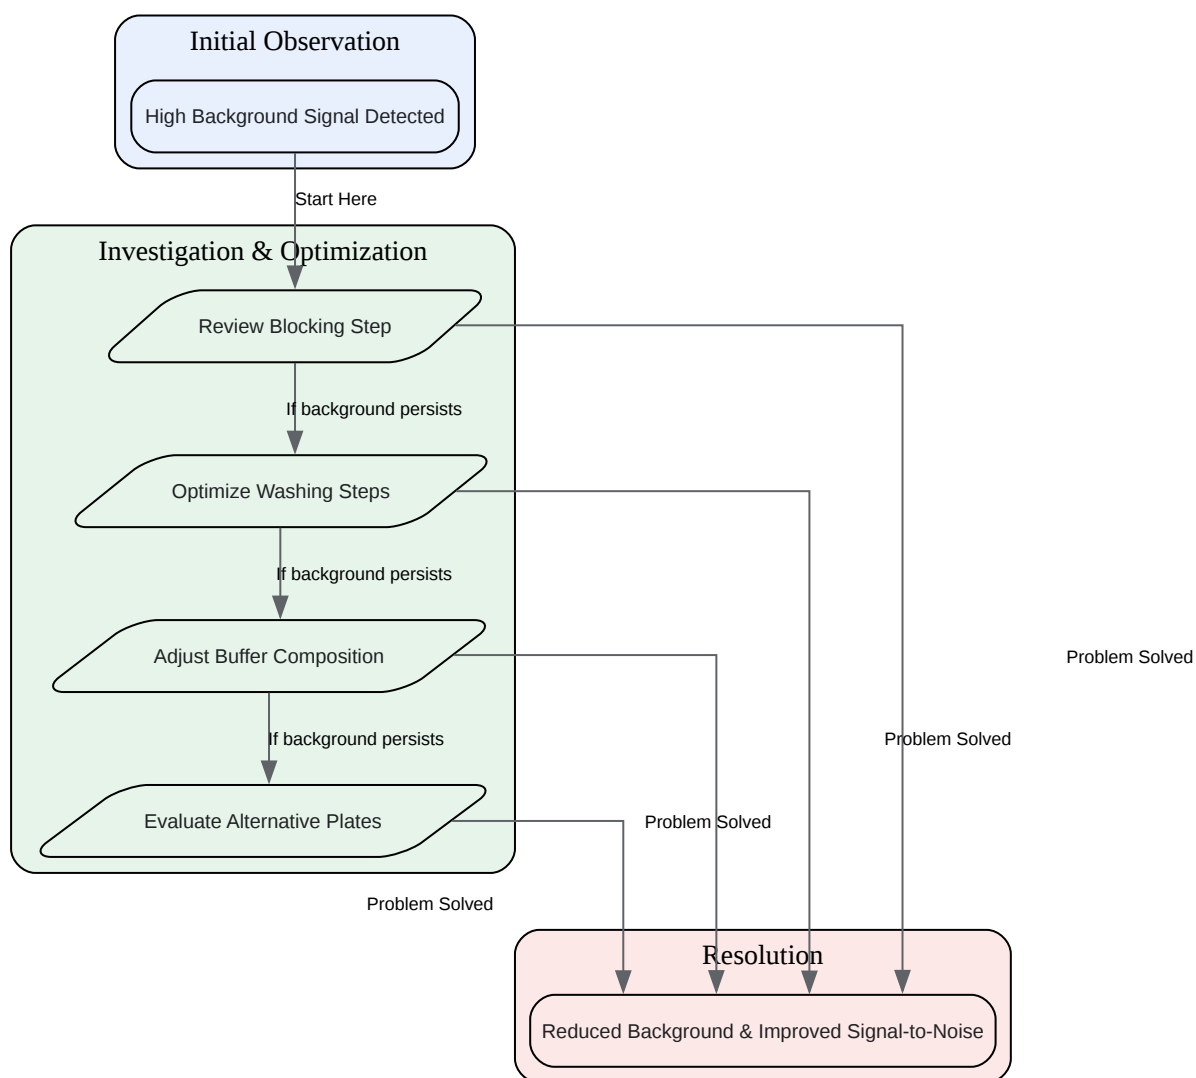 Initial Observation
High Background Signal Detected
Start Here
Investigation & Optimization
Review Blocking Step
If background persists
Optimize Washing Steps
If background persists
Adjust Buffer Composition
Problem Solved
If background persists
Problem Solved
Evaluate Alternative Plates
Problem Solved
Problem Solved
Resolution
Reduced Background & Improved Signal-to-Noise